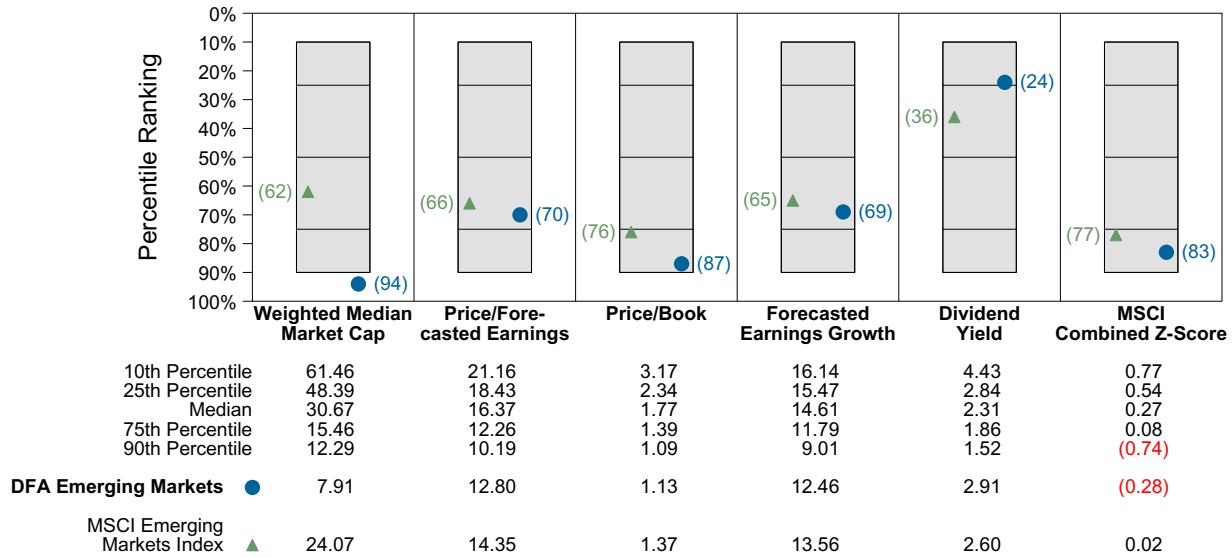 Percentile Ranking
0%
10%
20%
30%
40%
50%
60%
70%
80%
90%
100%
(62)
(94)
(66)
(70)
(76)
(87)
(65)
(69)
(36)
(24)
(77)
(83)
Weighted Median
Market Cap
Price/Fore-
casted Earnings
Price/Book
Forecasted
Earnings Growth
Dividend
Yield
MSCI
Combined Z-Score
10th Percentile 61.46 21.16 3.17 16.14 4.43 0.77
25th Percentile 48.39 18.43 2.34 15.47 2.84 0.54
Median 30.67 16.37 1.77 14.61 2.31 0.27
75th Percentile 15.46 12.26 1.39 11.79 1.86 0.08
90th Percentile 12.29 10.19 1.09 9.01 1.52 (0.74)
DFA Emerging Markets 7.91 12.80 1.13 12.46 2.91 (0.28)
MSCI Emerging
Markets Index 24.07 14.35 1.37 13.56 2.60 0.02